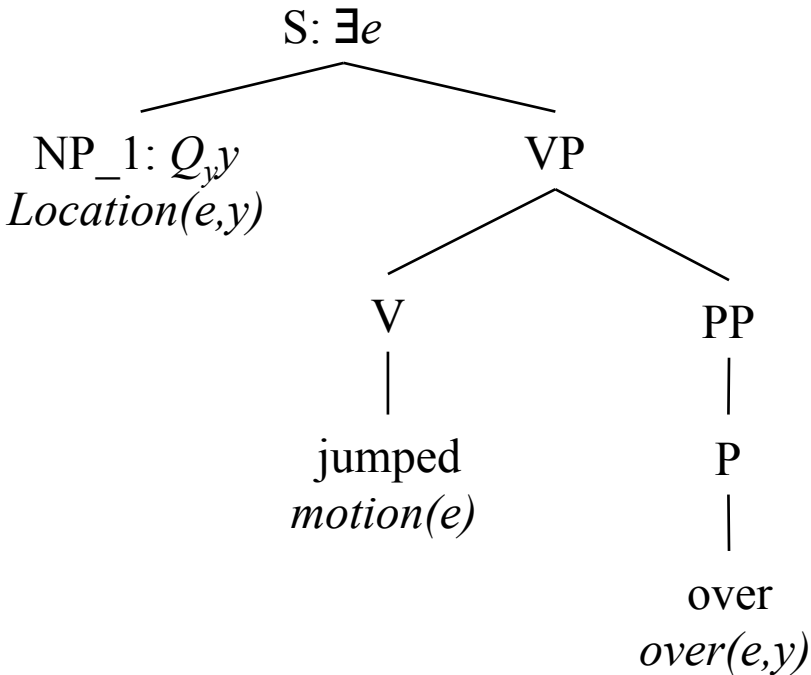 S: ∃e
NP_1: Q_y y
Location(e,y)
VP
V
PP
jumped
motion(e)
P
over
over(e,y)